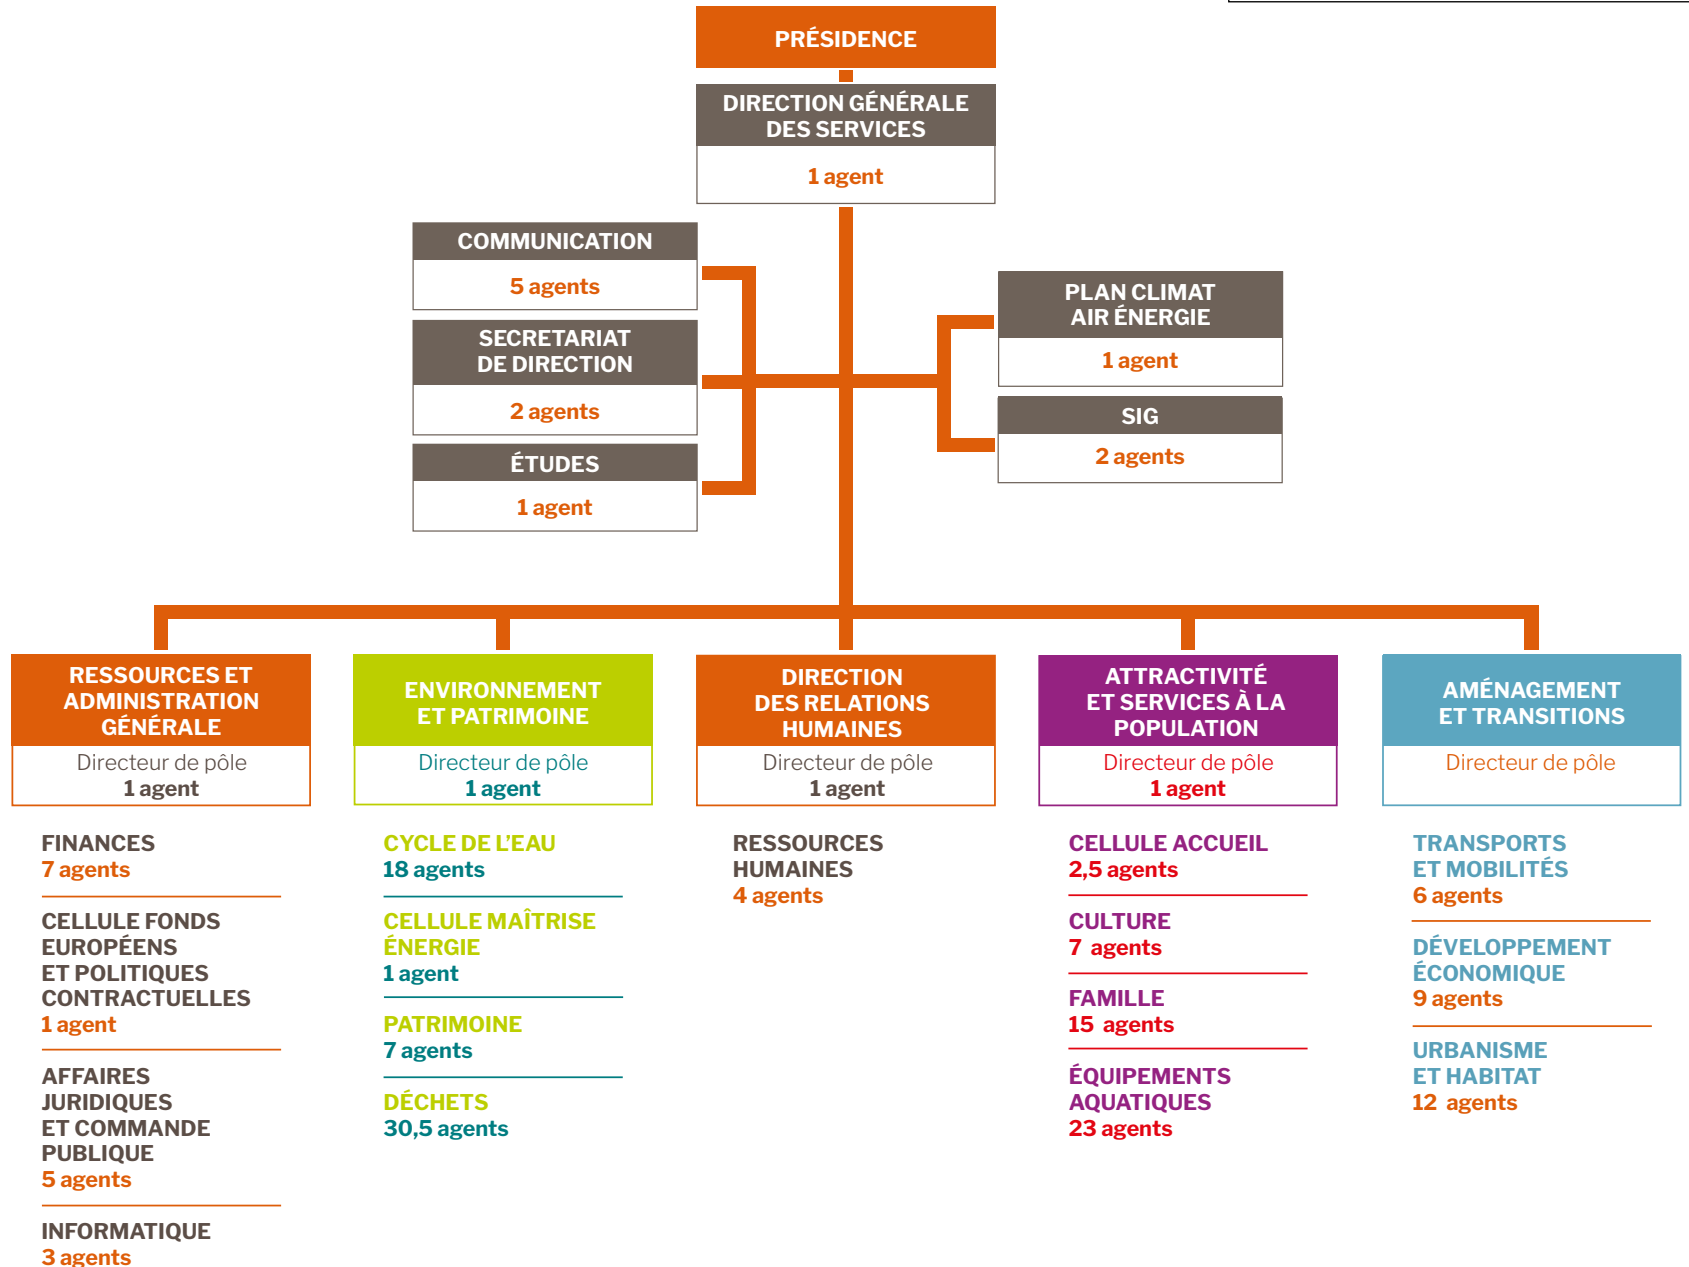 PRÉSIDENCE
DIRECTION GÉNÉRALE
DES SERVICES
1 agent
COMMUNICATION
5 agents
SECRETARIAT
DE DIRECTION
2 agents
ÉTUDES
1 agent
PLAN CLIMAT
AIR ÉNERGIE
1 agent
SIG
2 agents
RESSOURCES ET
ADMINISTRATION
GÉNÉRALE
Directeur de pôle
1 agent
FINANCES
7 agents
CELLULE FONDS
EUROPÉENS
ET POLITIQUES
CONTRACTUELLES
1 agent
AFFAIRES
JURIDIQUES
ET COMMANDE
PUBLIQUE
5 agents
INFORMATIQUE
3 agents
ENVIRONNEMENT
ET PATRIMOINE
Directeur de pôle
1 agent
CYCLE DE L'EAU
18 agents
CELLULE MAÎTRISE
ÉNERGIE
1 agent
PATRIMOINE
7 agents
DÉCHETS
30,5 agents
DIRECTION
DES RELATIONS
HUMAINES
Directeur de pôle
1 agent
RESSOURCES
HUMAINES
4 agents
ATTRACTIVITÉ
ET SERVICES À LA
POPULATION
Directeur de pôle
1 agent
CELLULE ACCUEIL
2,5 agents
CULTURE
7 agents
FAMILLE
15 agents
ÉQUIPEMENTS
AQUATIQUES
23 agents
AMÉNAGEMENT
ET TRANSITIONS
Directeur de pôle
TRANSPORTS
ET MOBILITÉS
6 agents
DÉVELOPPEMENT
ÉCONOMIQUE
9 agents
URBANISME
ET HABITAT
12 agents